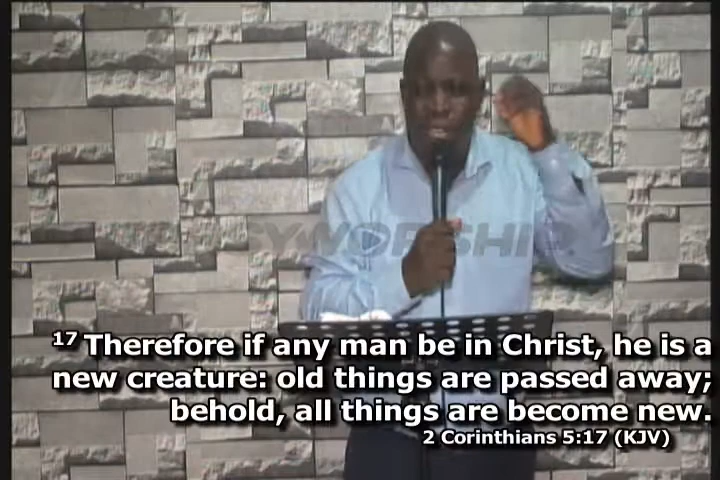 EASYWORSHIP
17 Therefore if any man be in Christ, he is a
new creature: old things are passed away;
behold, all things are become new.
2 Corinthians 5:17 (KJV)